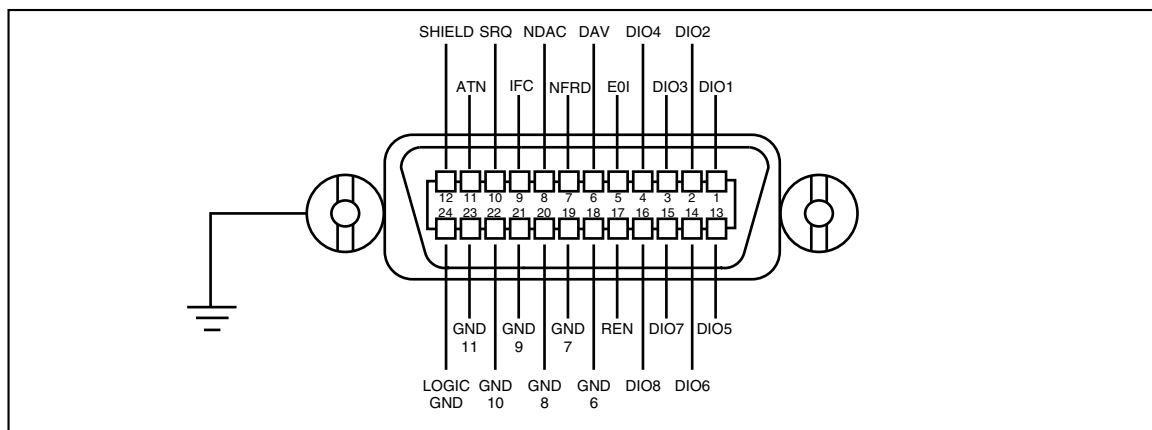 SHIELD SRQ NDAC DAV DIO4 DIO2
ATN IFC NFRD E0I DIO3 DIO1
12 11 10 9 8 7 6 5 4 3 2 1
24 23 22 21 20 19 18 17 16 15 14 13
GND GND GND REN DIO7 DIO5
11 9 7
LOGIC GND GND GND DIO8 DIO6
GND 10 8 6